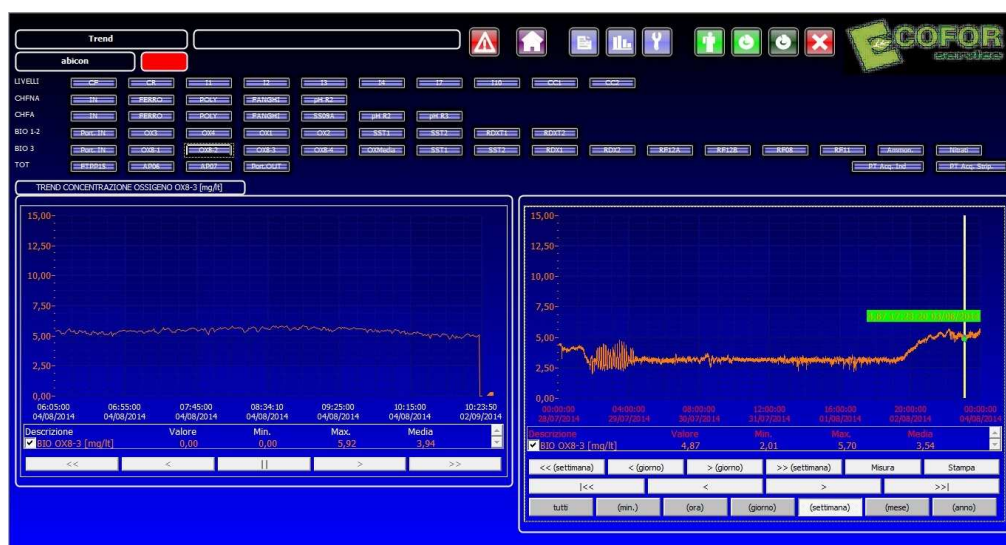 Trend
abicon
ECOFOR
service
LIVELLI CF CR I1 I2 I3 I4 I7 I10 CC1 CC2
CHFNA IN FERRO POLY FANGHI pH R2
CHFA IN FERRO POLY FANGHI SS09A pH R2 pH R3
BIO 1-2 Port. IN OX3 OX4 OX1 OX2 SST1 SST2 RDXT1 RDXT2
BIO 3 Port. IN OX8-1 OX8-2 OX8-3 OX8-4 OXMedia SST1 SST2 RDX1 RDX2 RF12A RF12B RF08 RF11 Ammon. Nitrati
TOT AP06 AP07 Port.OUT PT Acq. Ind PT Acq. Strip
TREND CONCENTRAZIONE OSSIGENO OX8-3 [mg/lt]
15,00
12,50
10,00
7,50
5,00
2,50
0,00
06:05:00 06:55:00 07:45:00 08:34:10 09:25:00 10:15:00 10:23:50
04/08/2014 04/08/2014 04/08/2014 04/08/2014 04/08/2014 04/08/2014 02/09/2014
Descrizione Valore Min. Max. Media
BIO OX8-3 [mg/lt] 0,00 0,00 5,92 3,94
<< < || > >>
15,00
12,50
10,00
7,50
5,00
2,50
0,00
00:00:00 04:00:00 08:00:00 12:00:00 16:00:00 20:00:00 00:00:00
28/07/2014 29/07/2014 30/07/2014 31/07/2014 01/08/2014 02/08/2014 04/08/2014
Descrizione Valore Min. Max. Media
BIO OX8-3 [mg/lt] 4,87 2,01 5,70 3,54
<< (settimana) < (giorno) > (giorno) >> (settimana) Misura Stampa
|<< < > >>|
tutti (min.) (ora) (giorno) (settimana) (mese) (anno)